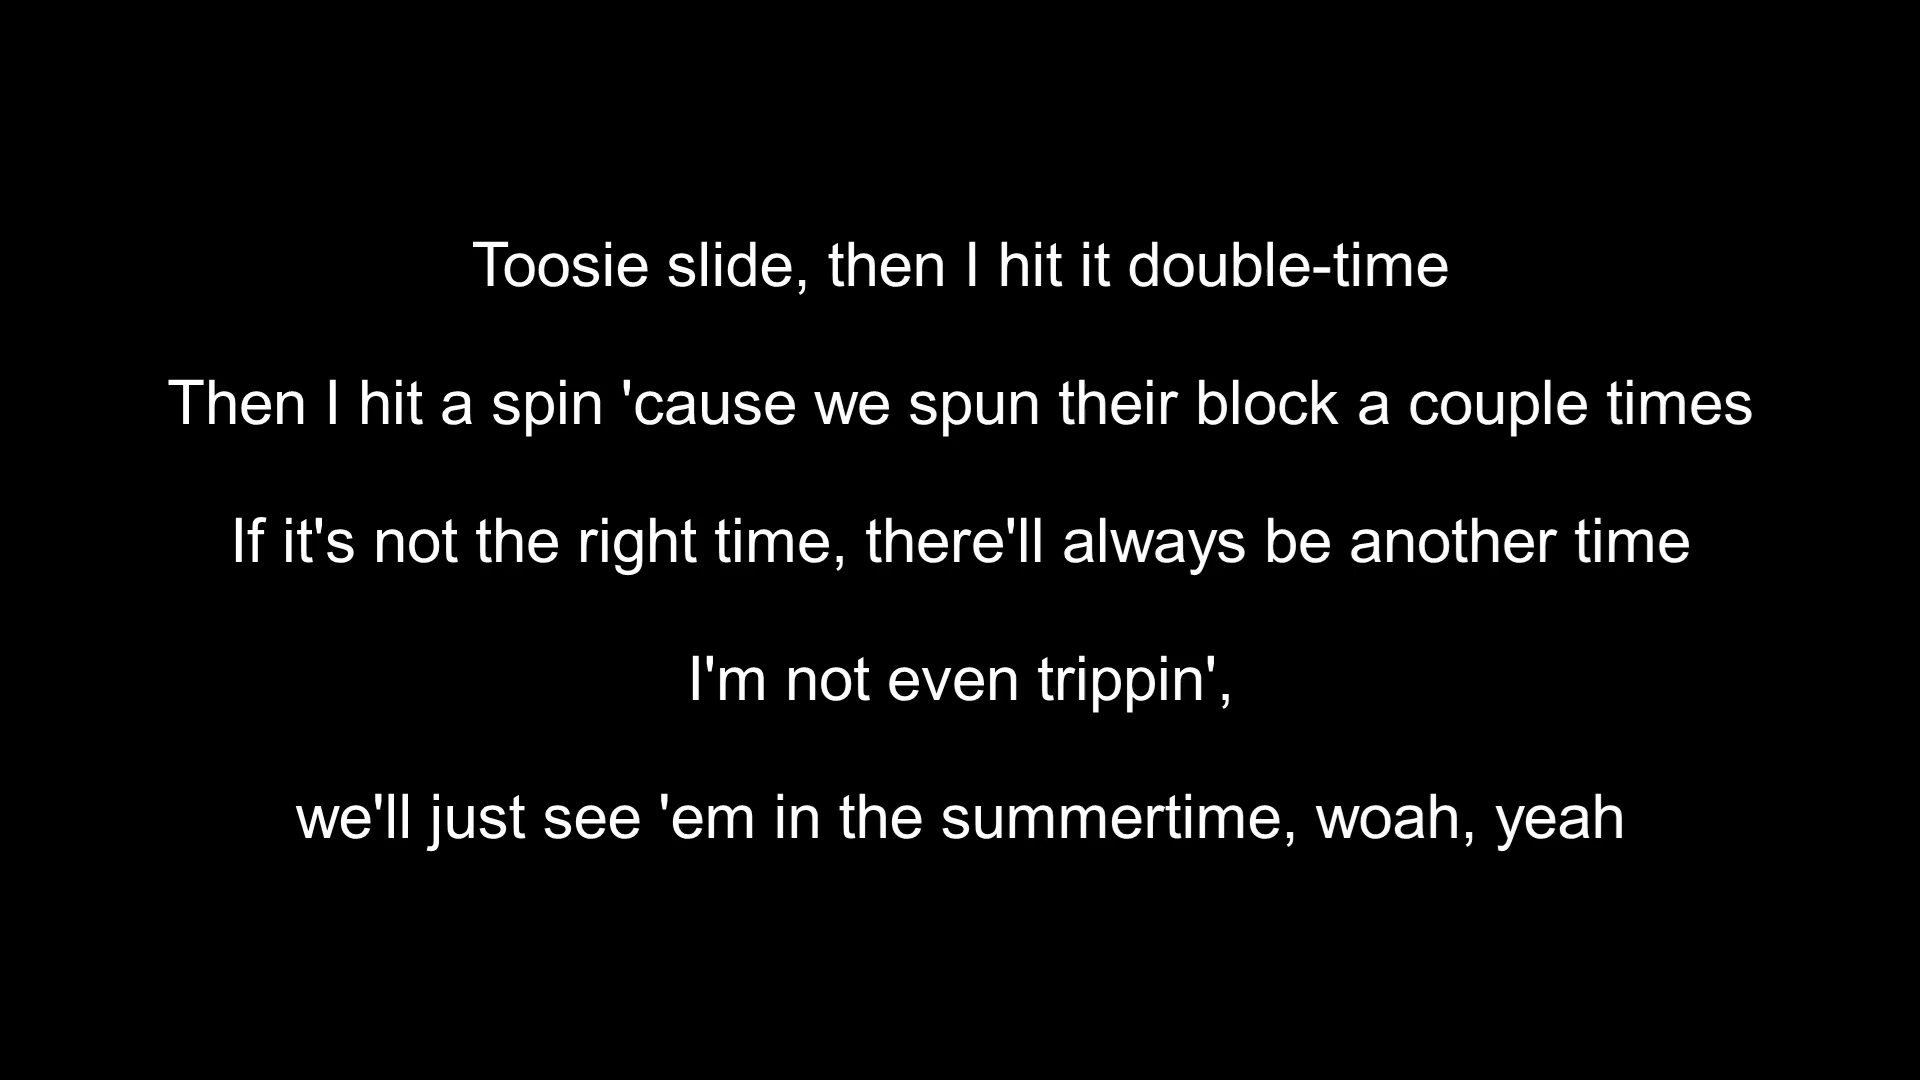 Toosie slide, then I hit it double-time
Then I hit a spin 'cause we spun their block a couple times
If it's not the right time, there'll always be another time
I'm not even trippin',
we'll just see 'em in the summertime, woah, yeah